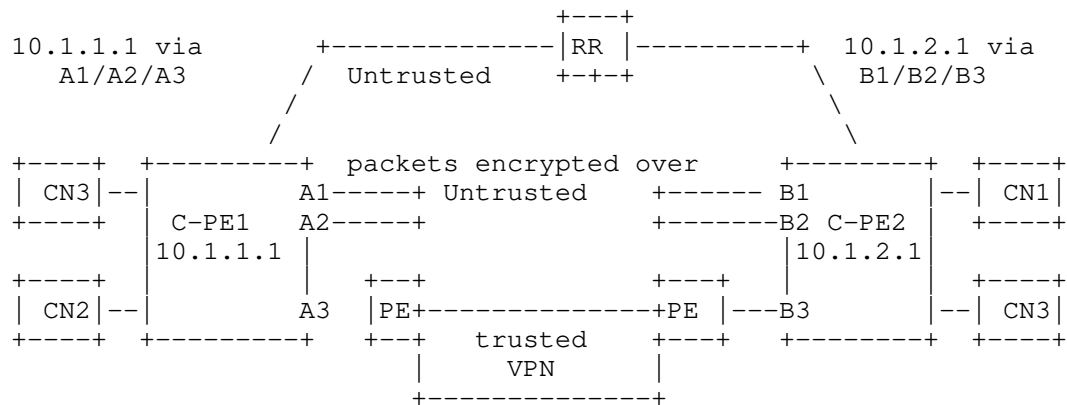 10.1.1.1 via RR 10.1.2.1 via
A1/A2/A3 Untrusted B1/B2/B3
packets encrypted over
CN3 A1 Untrusted B1 CN1
C-PE1 A2 B2 C-PE2
10.1.1.1 10.1.2.1
CN2 A3 PE PE B3 CN3
trusted
VPN